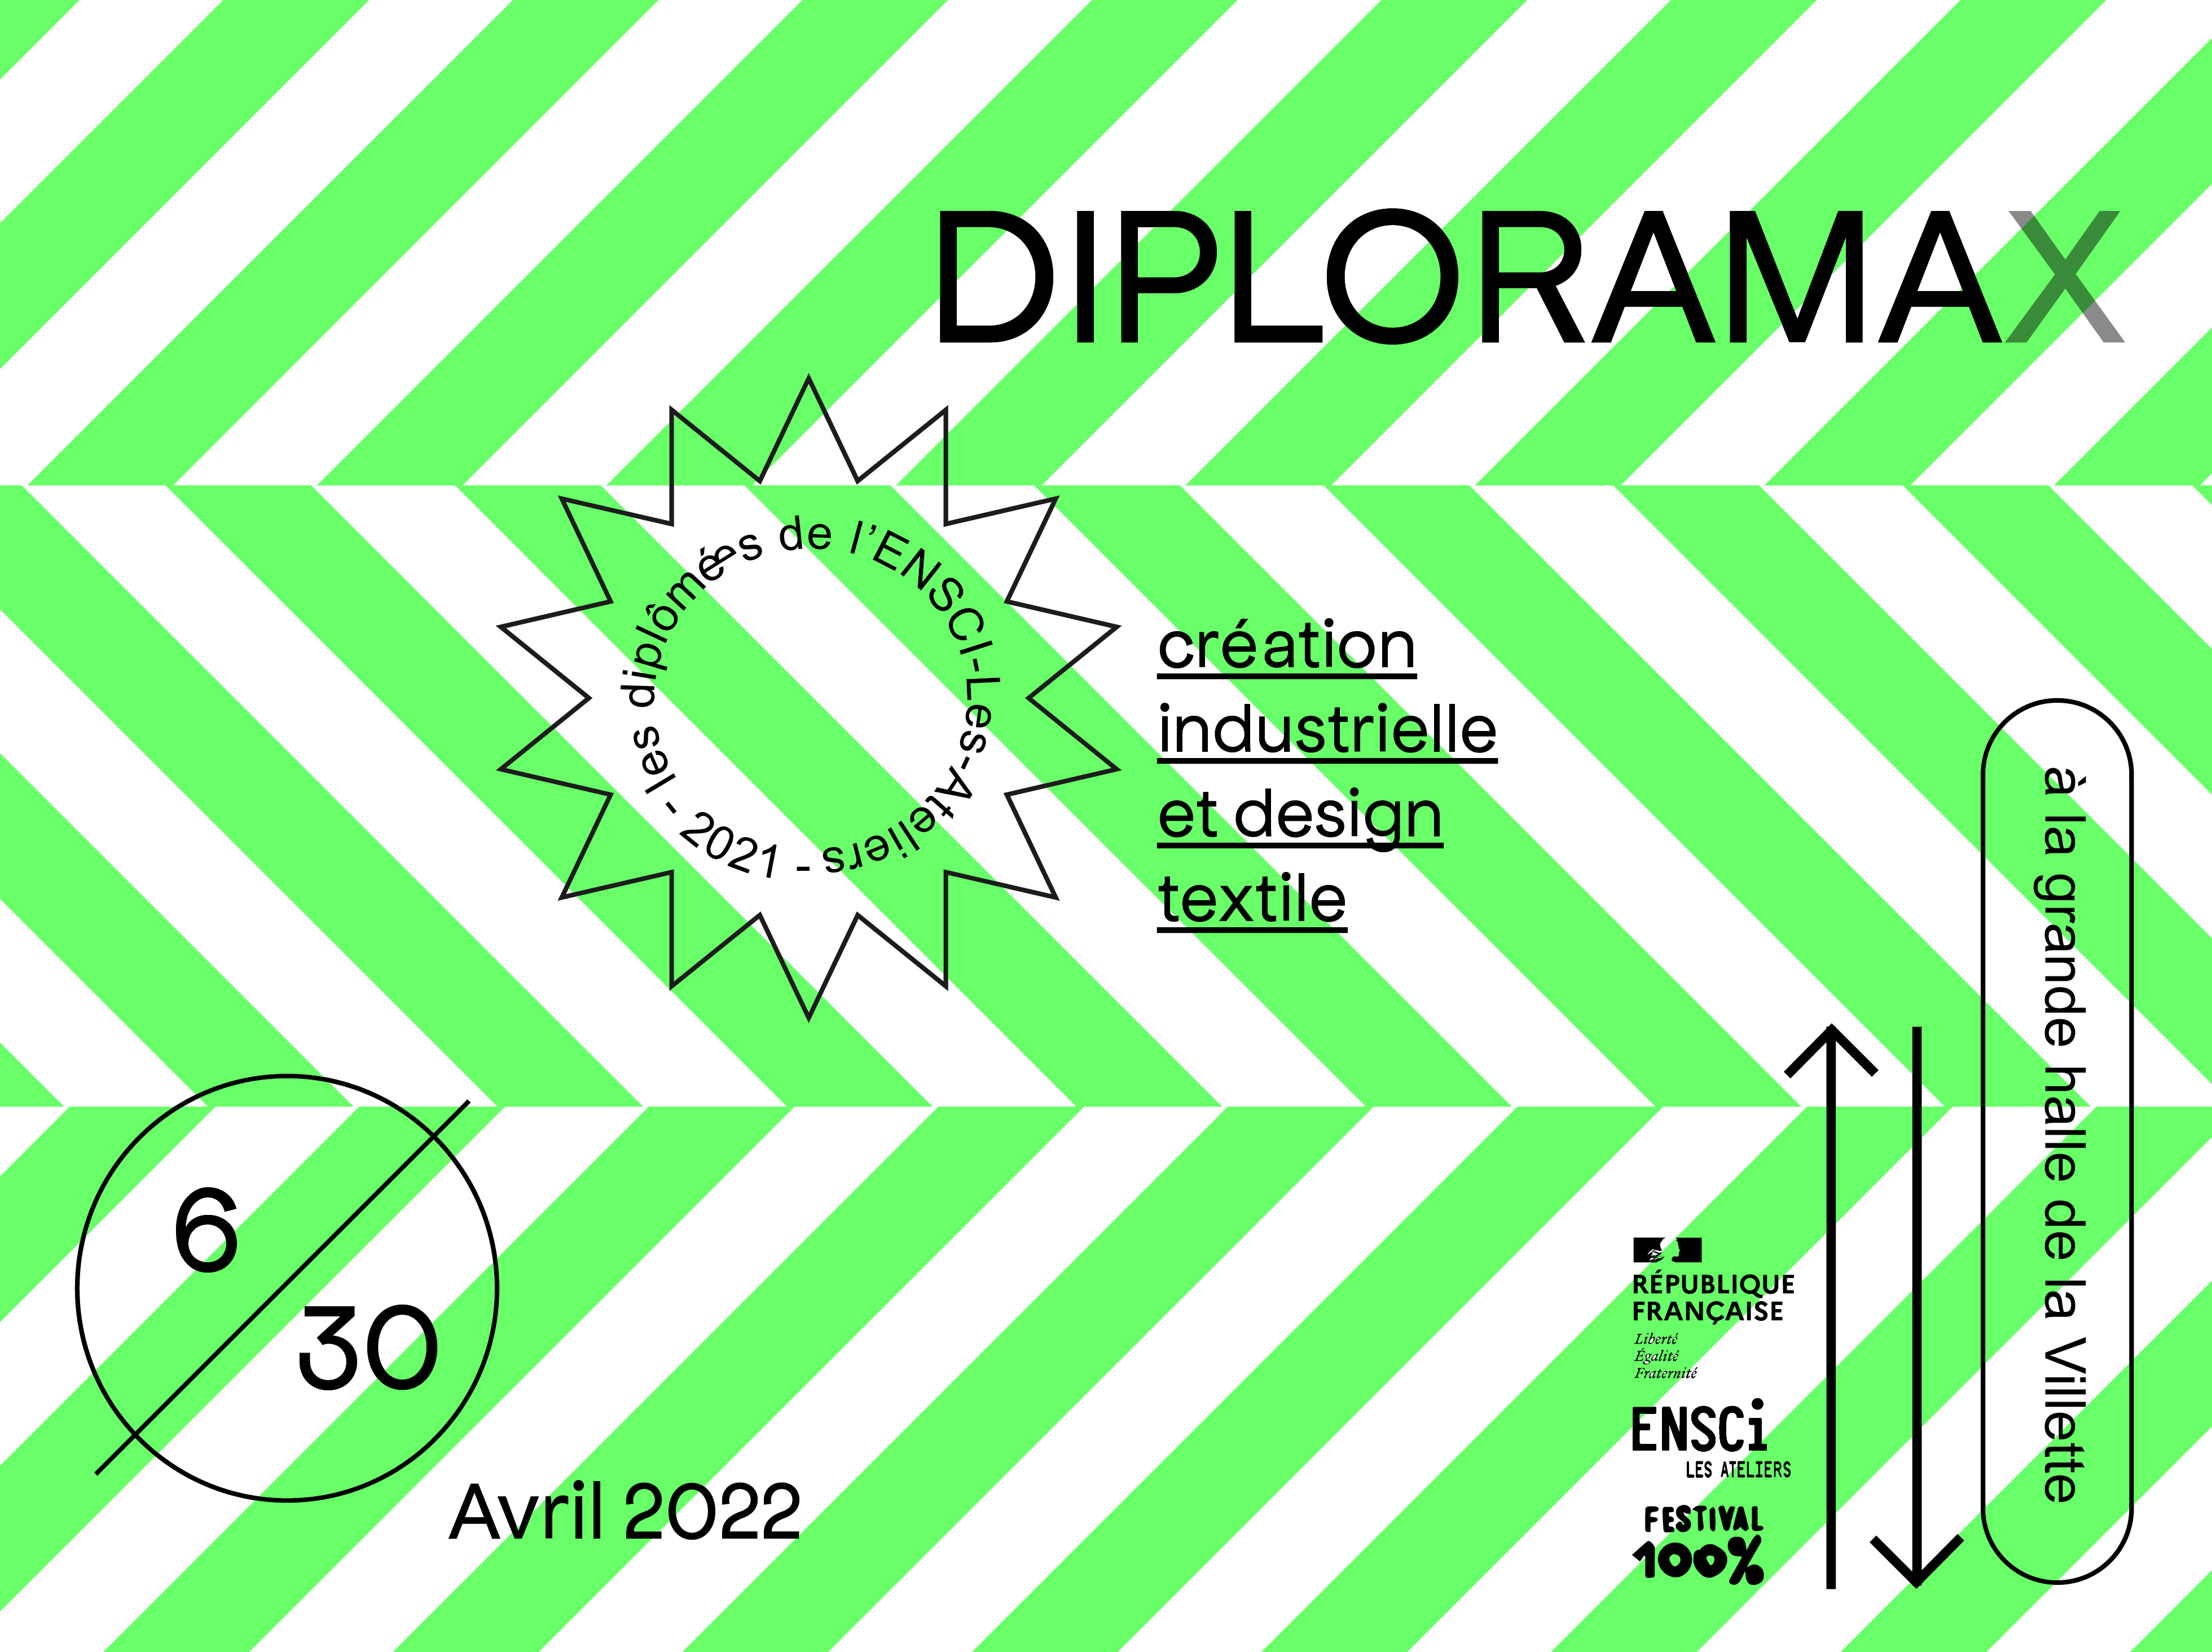 DIPLORAMAX
les diplômés de l'ENSCI-Les-Ateliers - 2021 -
création
industrielle
et design
textile
à la grande halle de la Villette
6
30
Avril 2022
RÉPUBLIQUE
FRANÇAISE
Liberté
Égalité
Fraternité
ENSCi
LES ATELIERS
FESTIVAL
100%